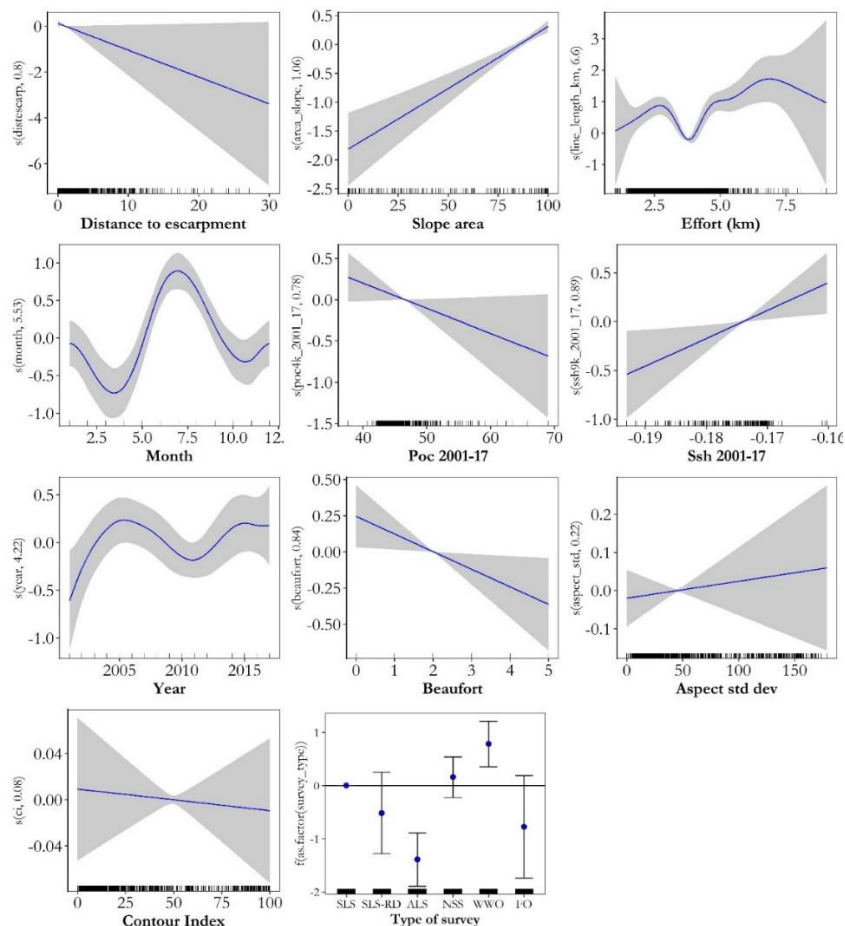 s(distescarp, 0.8)
0
-2
-4
-6
0 10 20 30
Distance to escarpment
s(area_slope, 1.06)
0.5
0.0
-0.5
-1.0
-1.5
-2.0
-2.5
0 25 50 75 100
Slope area
s(line_length_km, 6.6)
3
2
1
0
-1
2.5 5.0 7.5
Effort (km)
s(month, 5.53)
1.0
0.5
0.0
-0.5
-1.0
2.5 5.0 7.5 10.0 12.
Month
s(poc4k_2001_17, 0.78)
0.5
0.0
-0.5
-1.0
-1.5
40 50 60 70
Poc 2001-17
s(ssh9k_2001_17, 0.89)
0.5
0.0
-0.5
-1.0
-0.19 -0.18 -0.17 -0.16
Ssh 2001-17
s(year, 4.22)
0.5
0.0
-0.5
-1.0
2005 2010 2015
Year
s(beaufort, 0.84)
0.50
0.25
0.00
-0.25
-0.50
0 1 2 3 4 5
Beaufort
s(aspect_std, 0.22)
0.2
0.1
0.0
-0.1
0 50 100 150
Aspect std dev
s(ci, 0.08)
0.04
0.00
-0.04
0 25 50 75 100
Contour Index
f(as.factor(survey_type))
1
0
-1
-2
SLS SLS-RD ALS NSS WWO
Type of survey